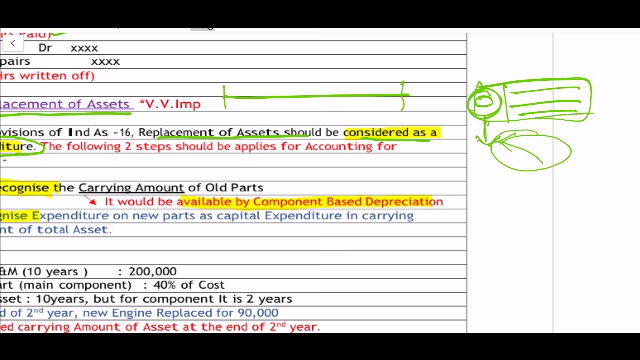 nt Paid)
Dr xxxx
pairs xxxx
irs written off)
placement of Assets *V.V.Imp
ovisions of Ind As -16, Replacement of Assets should be considered as a
diture. The following 2 steps should be applies for Accounting for
ecognise the Carrying Amount of Old Parts
It would be available by Component Based Depreciation
gnise Expenditure on new parts as capital Expenditure in carrying
nt of total Asset.
&M (10 years ) : 200,000
art (main component) : 40% of Cost
sset : 10years, but for component It is 2 years
d of 2nd year, new Engine Replaced for 90,000
ed carrying Amount of Asset at the end of 2nd year.